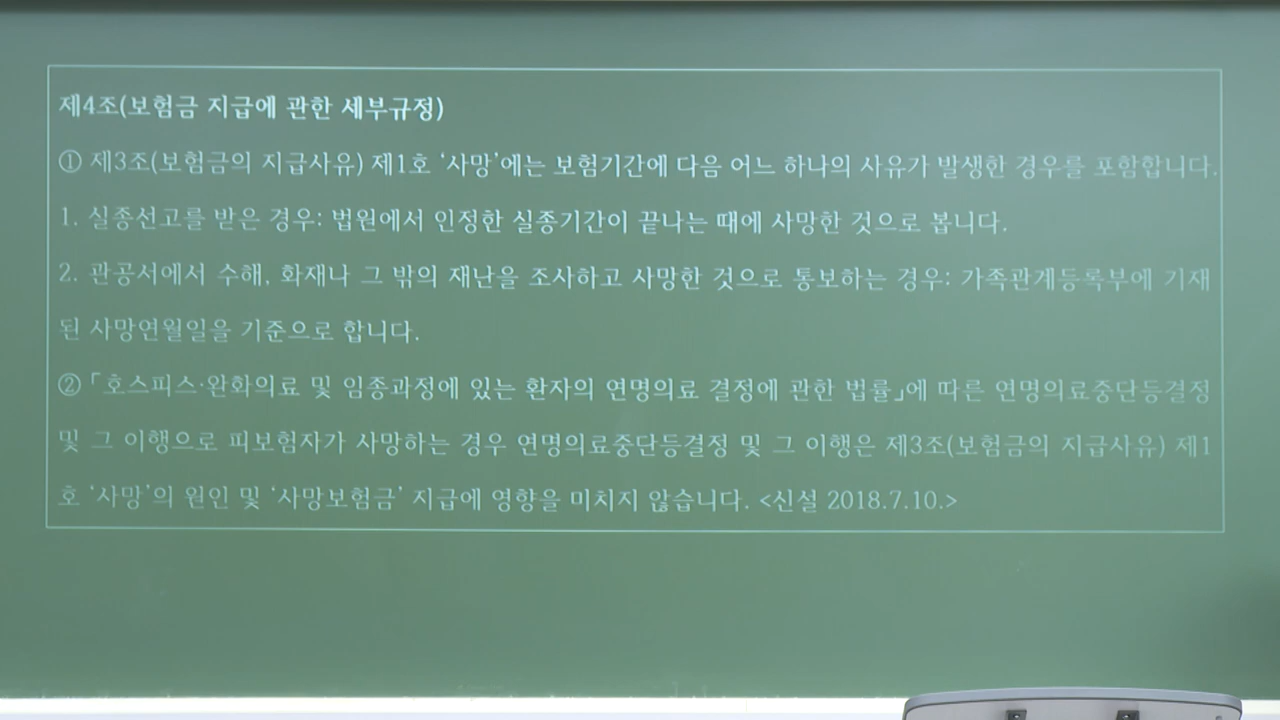 제4조(보험금 지급에 관한 세부규정)
① 제3조(보험금의 지급사유) 제1호 ‘사망’에는 보험기간에 다음 어느 하나의 사유가 발생한 경우를 포함합니다.
1. 실종선고를 받은 경우: 법원에서 인정한 실종기간이 끝나는 때에 사망한 것으로 봅니다.
2. 관공서에서 수해, 화재나 그 밖의 재난을 조사하고 사망한 것으로 통보하는 경우: 가족관계등록부에 기재
된 사망연월일을 기준으로 합니다.
② 「호스피스·완화의료 및 임종과정에 있는 환자의 연명의료 결정에 관한 법률」에 따른 연명의료중단등결정
및 그 이행으로 피보험자가 사망하는 경우 연명의료중단등결정 및 그 이행은 제3조(보험금의 지급사유) 제1
호 ‘사망’의 원인 및 ‘사망보험금’ 지급에 영향을 미치지 않습니다. <신설 2018.7.10.>